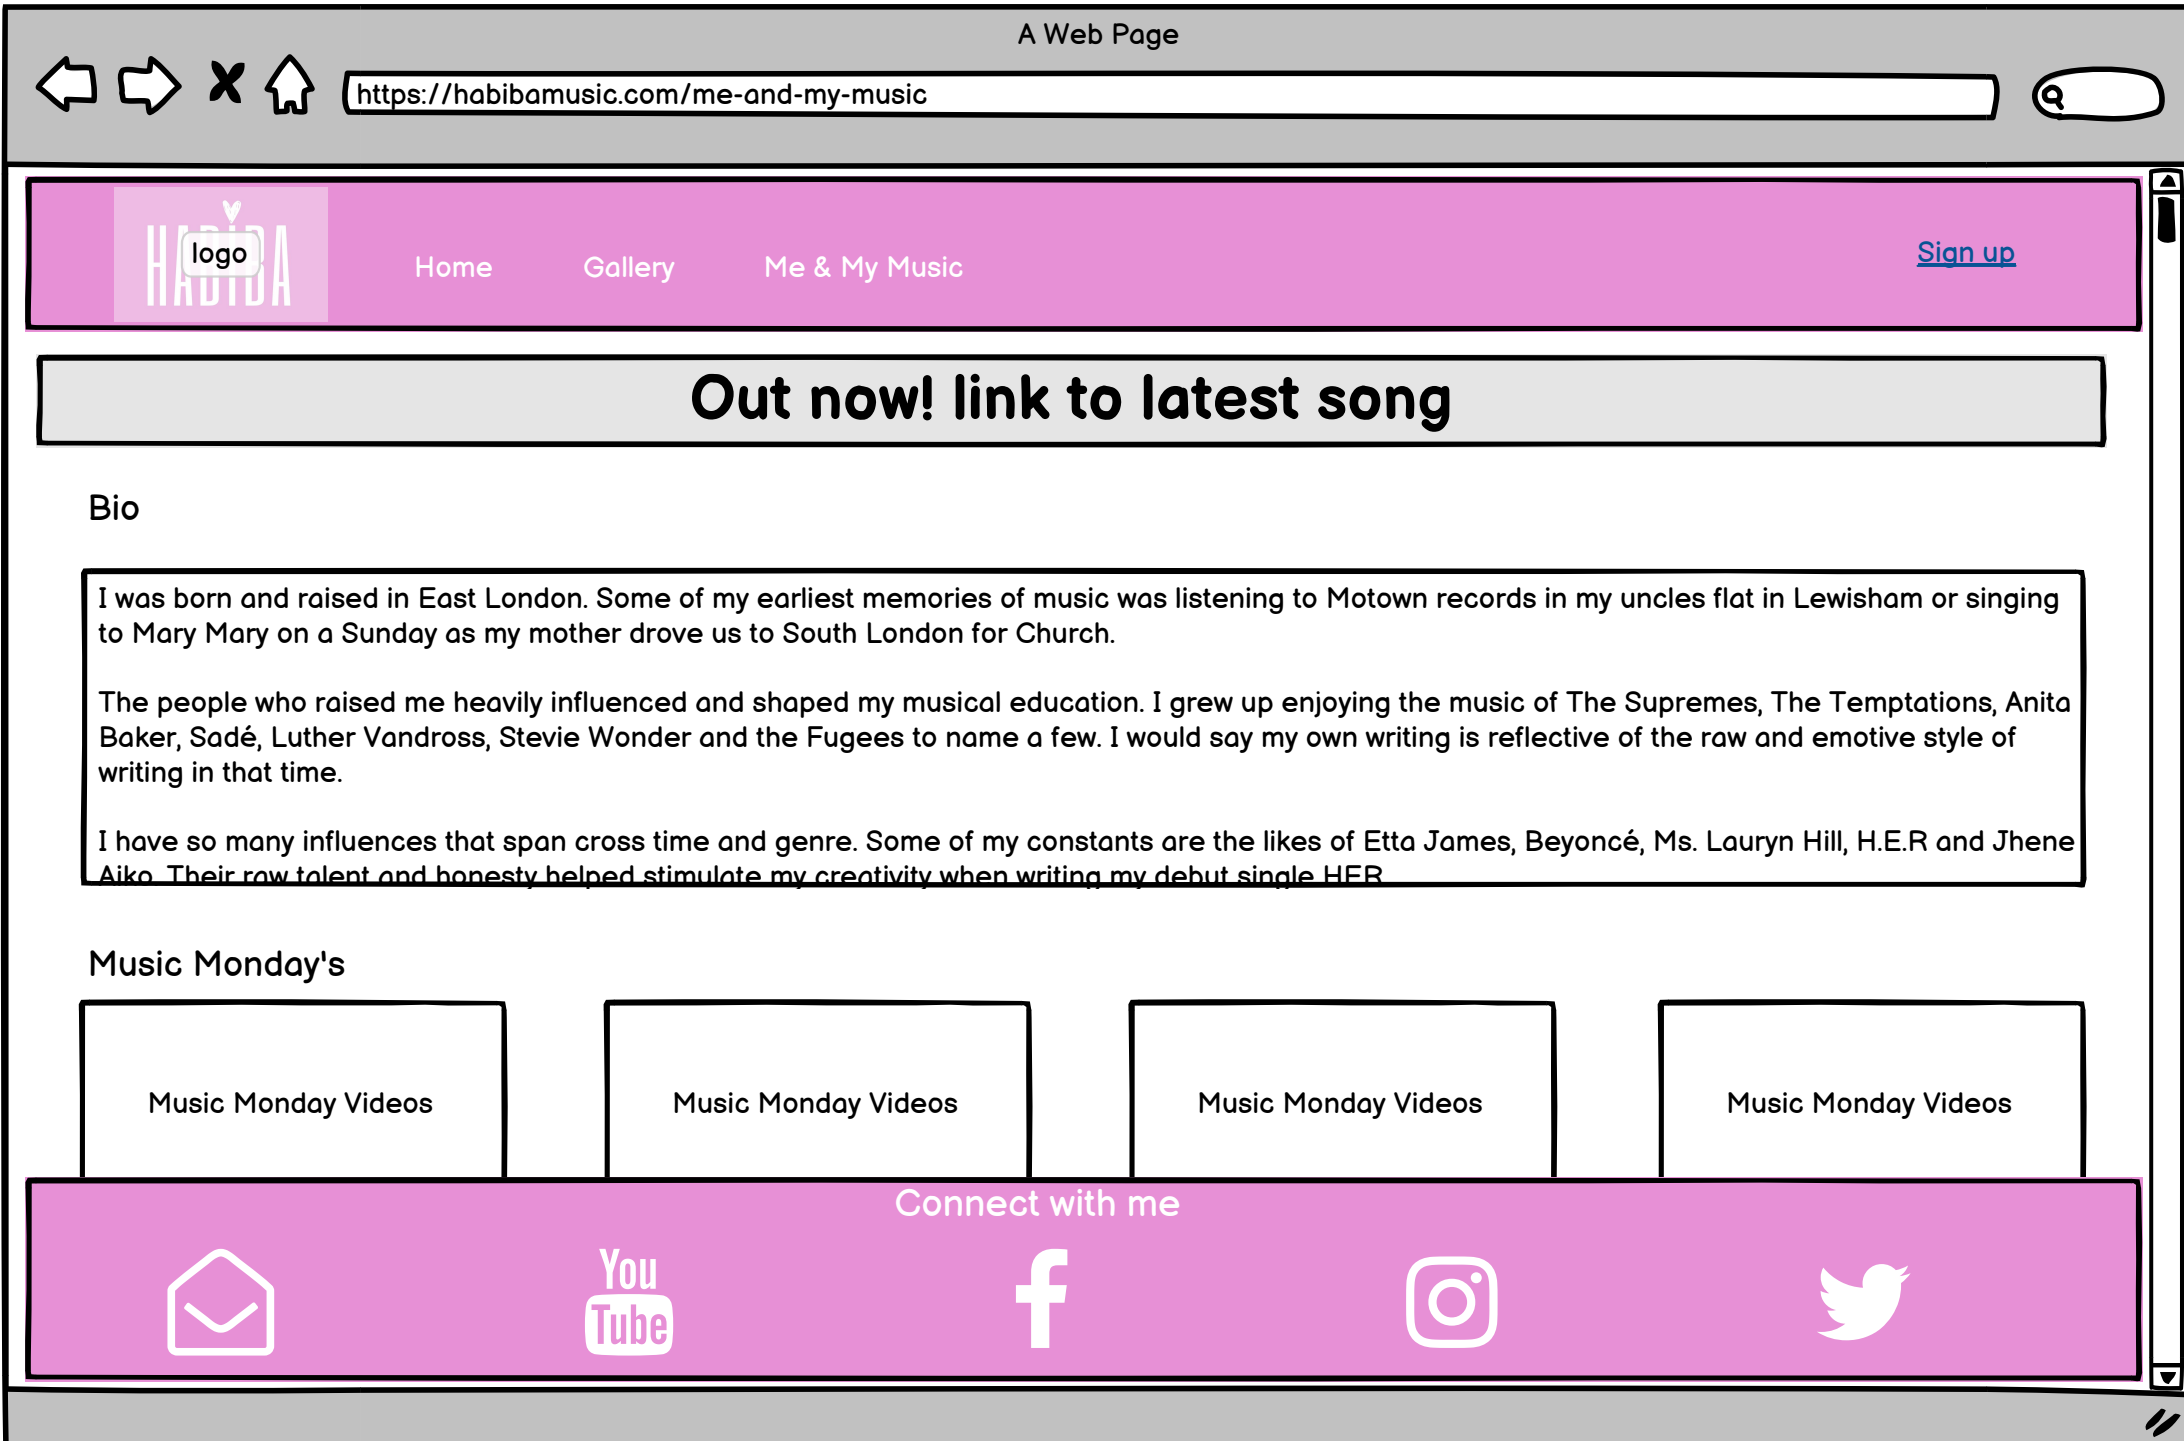 A Web Page
https://habibamusic.com/me-and-my-music
HABIBA
logo
Home Gallery Me & My Music Sign up
Out now! link to latest song
Bio
I was born and raised in East London. Some of my earliest memories of music was listening to Motown records in my uncles flat in Lewisham or singing
to Mary Mary on a Sunday as my mother drove us to South London for Church.
The people who raised me heavily influenced and shaped my musical education. I grew up enjoying the music of The Supremes, The Temptations, Anita
Baker, Sadé, Luther Vandross, Stevie Wonder and the Fugees to name a few. I would say my own writing is reflective of the raw and emotive style of
writing in that time.
I have so many influences that span cross time and genre. Some of my constants are the likes of Etta James, Beyoncé, Ms. Lauryn Hill, H.E.R and Jhene
Aiko. Their raw talent and honesty helped stimulate my creativity when writing my debut single HER
Music Monday's
Music Monday Videos Music Monday Videos Music Monday Videos Music Monday Videos
Connect with me
You
Tube